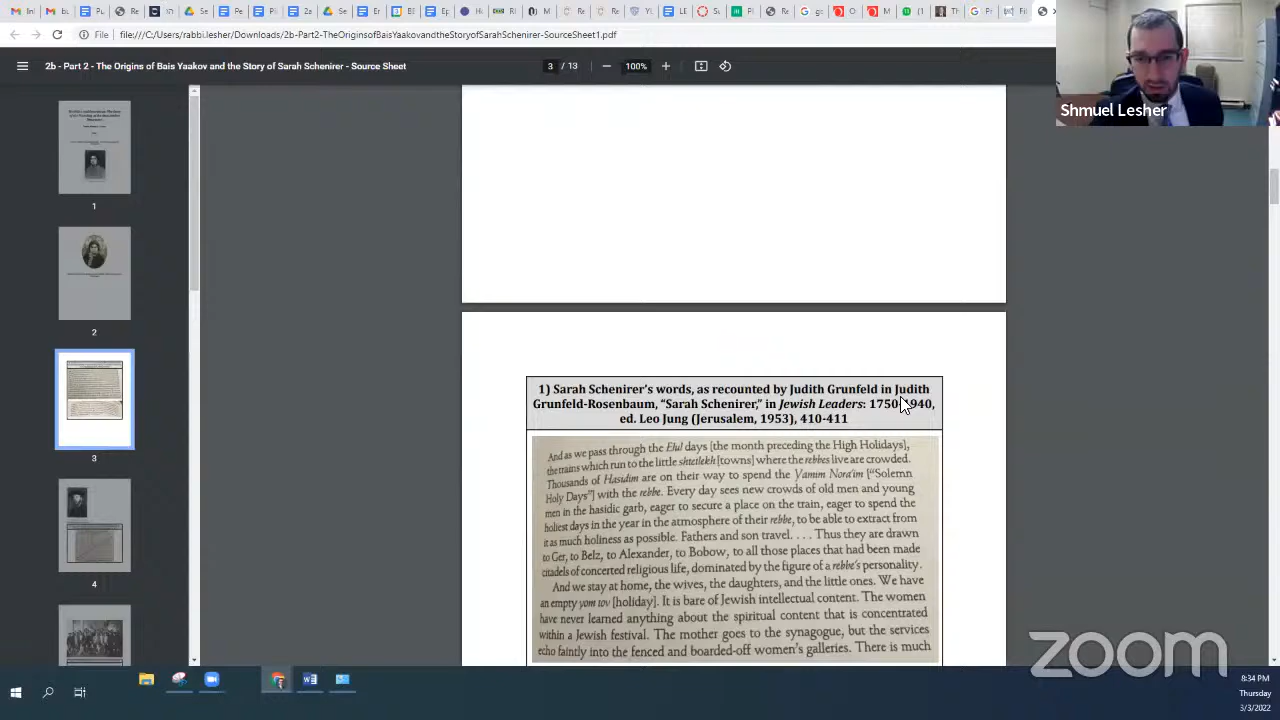 File
file:///C:/Users/rabbi.lesher/Downloads/2b-Part2-TheOriginsofBaisYaakovandtheStoryofSarahSchenirer-SourceSheet1.pdf
2b - Part 2 - The Origins of Bais Yaakov and the Story of Sarah Schenirer - Source Sheet
3 / 13
100%
Shmuel Lesher
1
2
3
4
1) Sarah Schenirer's words, as recounted by Judith Grunfeld in Judith
Grunfeld-Rosenbaum, "Sarah Schenirer," in Jewish Leaders: 1750-1940,
ed. Leo Jung (Jerusalem, 1953), 410-411
And as we pass through the Elul days [the month preceding the High Holidays],
the trains which run to the little shtetlekh [towns] where the rebbes live are crowded.
Thousands of Hasidim are on their way to spend the Yamim Nora'im ["Solemn
Holy Days"] with the rebbe. Every day sees new crowds of old men and young
men in the hasidic garb, eager to secure a place on the train, eager to spend the
holiest days in the year in the atmosphere of their rebbe, to be able to extract from
it as much holiness as possible. Fathers and son travel. . . . Thus they are drawn
to Ger, to Belz, to Alexander, to Bobow, to all those places that had been made
citadels of concerted religious life, dominated by the figure of a rebbe's personality.
And we stay at home, the wives, the daughters, and the little ones. We have
an empty yom tov [holiday]. It is bare of Jewish intellectual content. The women
have never learned anything about the spiritual content that is concentrated
within a Jewish festival. The mother goes to the synagogue, but the services
echo faintly into the fenced and boarded-off women's galleries. There is much
zoom
8:34 PM
Thursday
3/3/2022